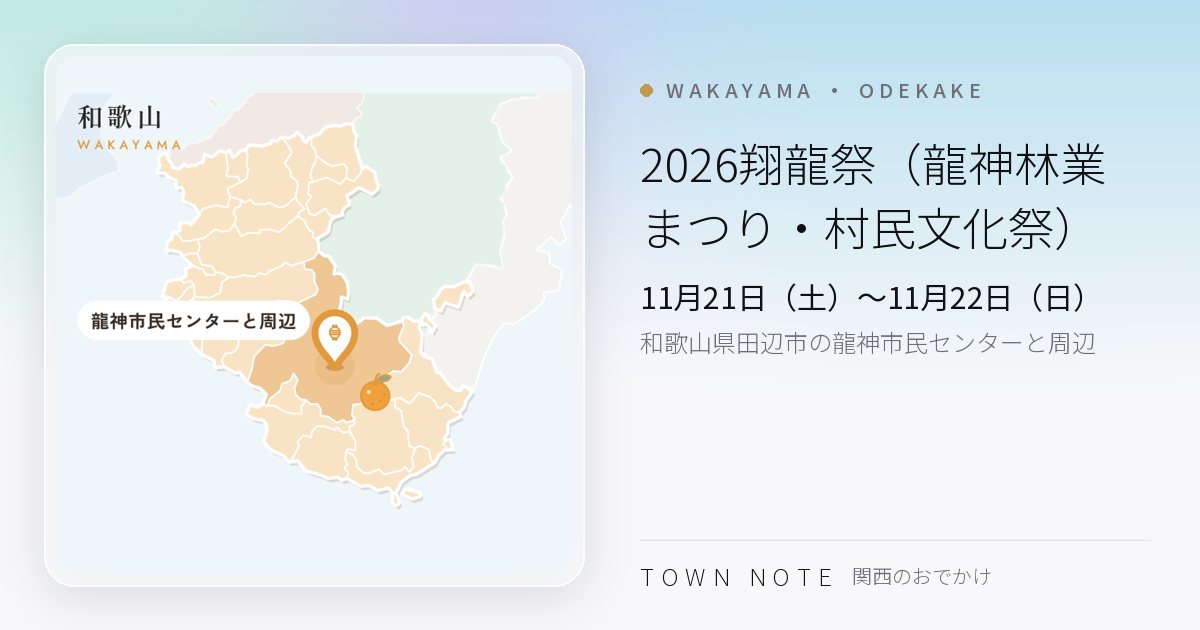 和歌山
WAKAYAMA
龍神市民センターと周辺
WAKAYAMA • ODEKAKE
2026翔龍祭（龍神林業
まつり・村民文化祭）
11月21日（土）〜11月22日（日）
和歌山県田辺市の龍神市民センターと周辺
TOWN NOTE 関西のおでかけ